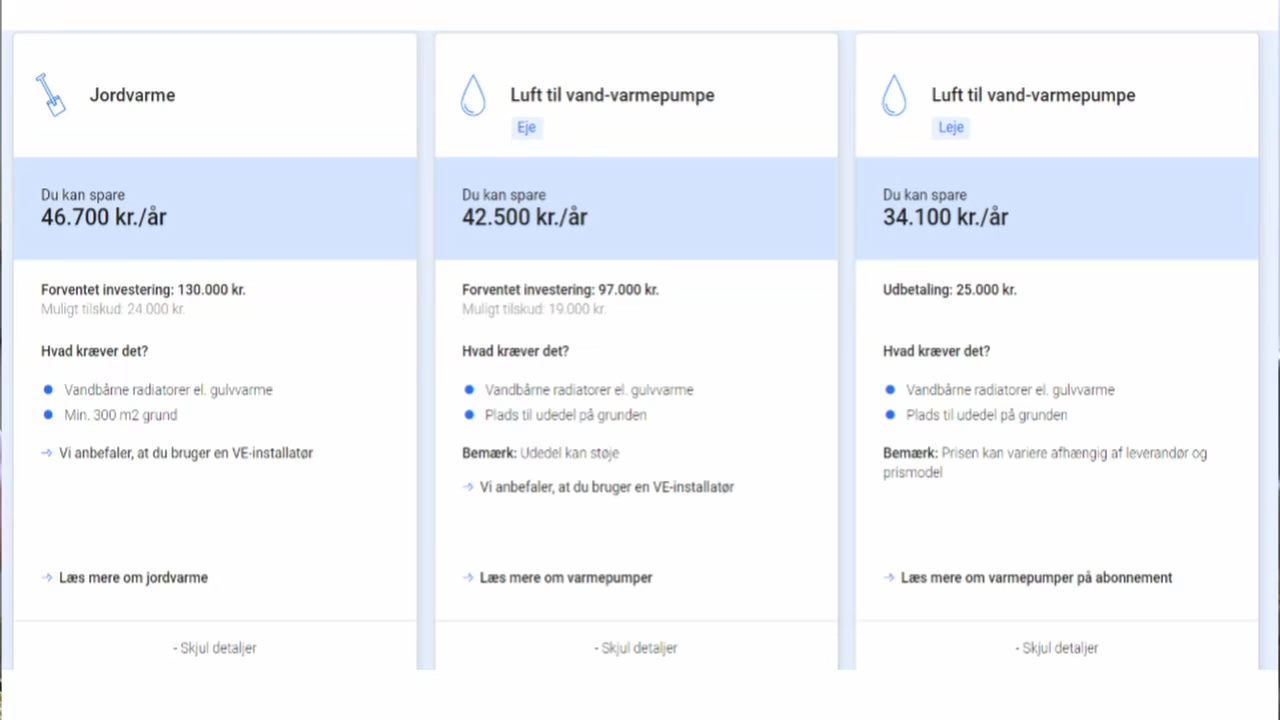 Jordvarme
Du kan spare
46.700 kr./år
Forventet investering: 130.000 kr.
Muligt tilskud: 24.000 kr.
Hvad kræver det?
Vandbårne radiatorer el. gulvvarme
Min. 300 m2 grund
Vi anbefaler, at du bruger en VE-installatør
Læs mere om jordvarme
- Skjul detaljer
Luft til vand-varmepumpe
Eje
Du kan spare
42.500 kr./år
Forventet investering: 97.000 kr.
Muligt tilskud: 19.000 kr.
Hvad kræver det?
Vandbårne radiatorer el. gulvvarme
Plads til udedel på grunden
Bemærk: Udedel kan støje
Vi anbefaler, at du bruger en VE-installatør
Læs mere om varmepumper
- Skjul detaljer
Luft til vand-varmepumpe
Leje
Du kan spare
34.100 kr./år
Udbetaling: 25.000 kr.
Hvad kræver det?
Vandbårne radiatorer el. gulvvarme
Plads til udedel på grunden
Bemærk: Prisen kan variere afhængig af leverandør og
prismodel
Læs mere om varmepumper på abonnement
- Skjul detaljer